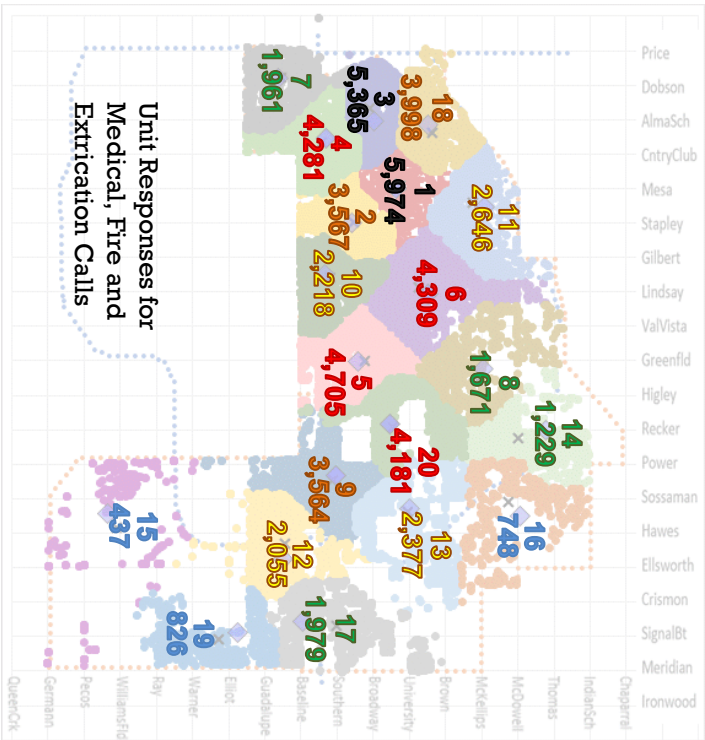 Price
Dobson
AlmaSch
CntryClub
Mesa
Stapley
Gilbert
Lindsay
ValVista
Greenfld
Higley
Recker
Power
Sossaman
Hawes
Ellsworth
Crismon
SignalBt
Meridian
Ironwood
Chaparral
IndianSch
Thomas
McDowell
Mckellips
Brown
University
Broadway
Southern
Baseline
Guadalupe
Elliot
Warner
Ray
WilliamsFld
Pecos
Germann
QueenCrk
Unit Responses for
Medical, Fire and
Extrication Calls
7
1,961
3
5,365
18
3,998
4
4,281
1
5,974
11
2,646
2
3,567
10
2,218
6
4,309
5
4,705
8
1,671
14
1,229
20
4,181
9
3,564
13
2,377
16
748
15
437
12
2,055
19
826
17
1,979